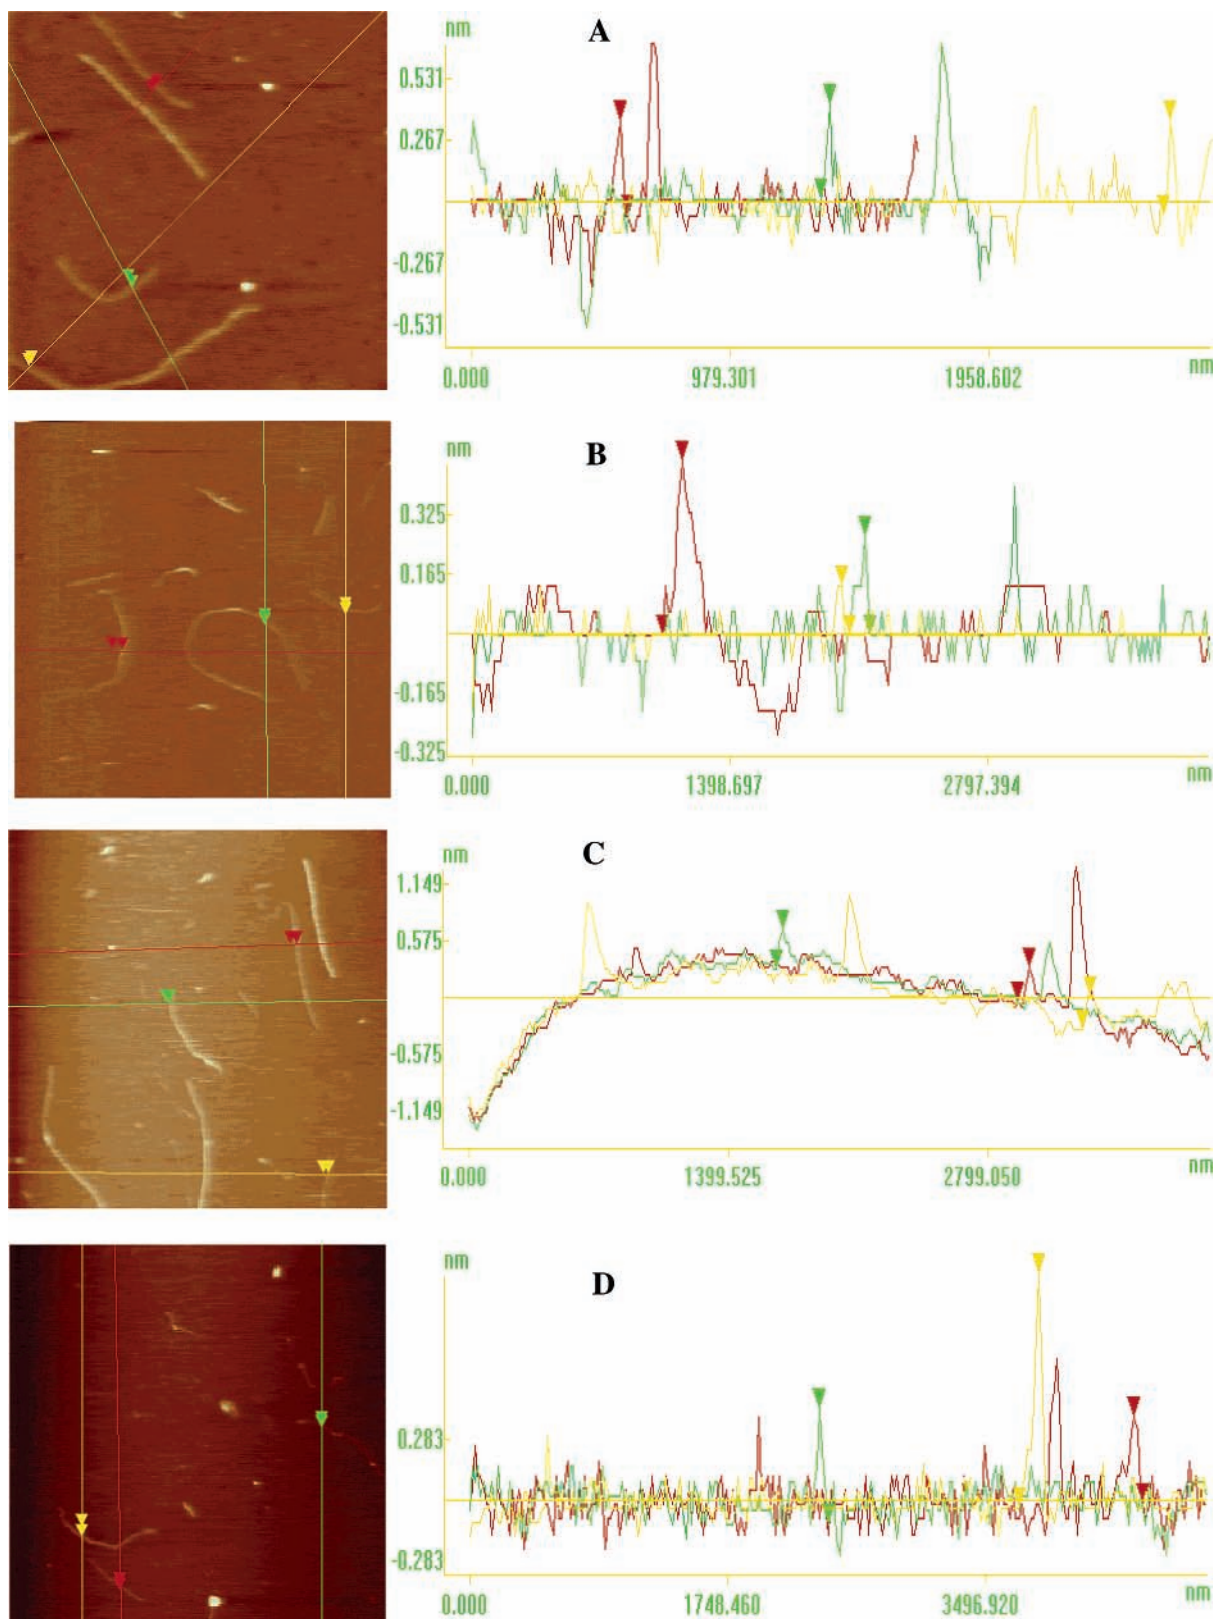 nm
A
0.531
0.267
-0.267
-0.531
0.000 979.301 1958.602 nm
nm
B
0.325
0.165
-0.165
-0.325
0.000 1398.697 2797.394 nm
nm
C
1.149
0.575
-0.575
-1.149
0.000 1399.525 2799.050 nm
nm
D
0.283
-0.283
0.000 1748.460 3496.920 nm